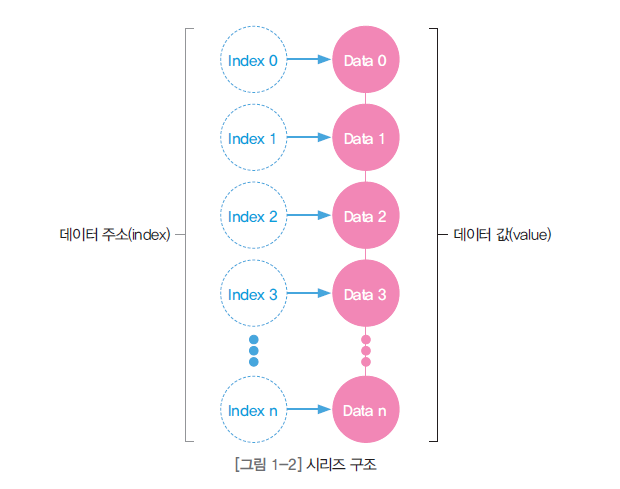 Index 0 Data 0
Index 1 Data 1
Index 2 Data 2
데이터 주소(index) 데이터 값(value)
Index 3 Data 3
Index n Data n
[그림 1-2] 시리즈 구조